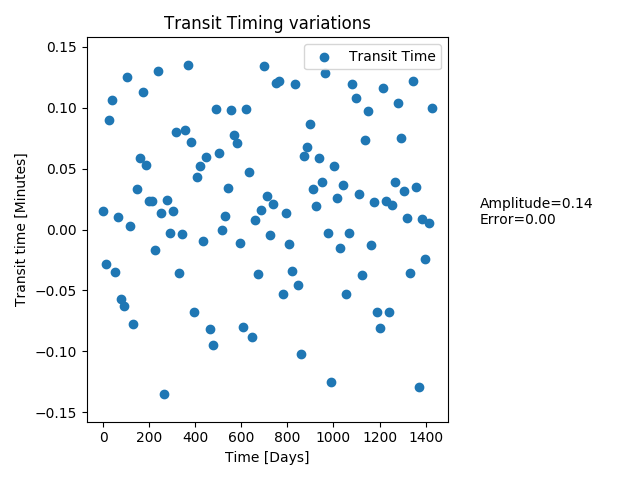 Transit Timing variations
0.15
0.10
0.05
0.00
−0.05
−0.10
−0.15
Transit time [Minutes]
Transit Time
Amplitude=0.14
Error=0.00
0 200 400 600 800 1000 1200 1400
Time [Days]